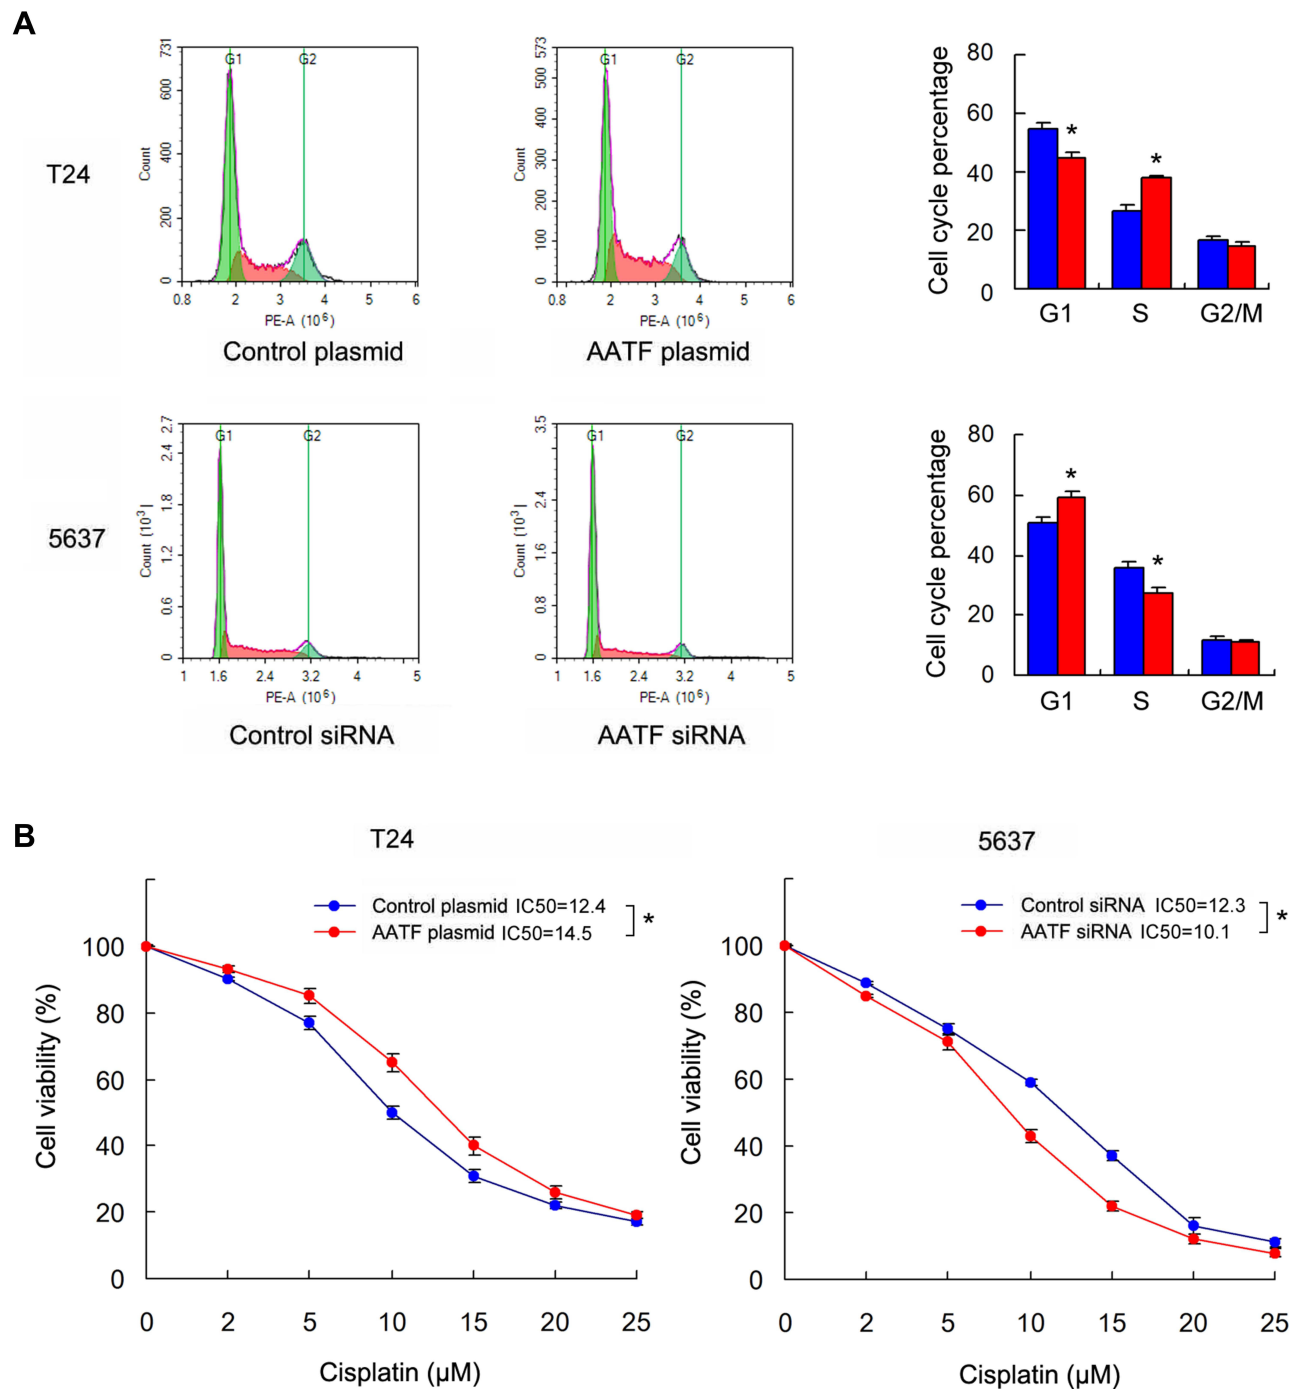 A
T24
731
600
400
200
0
Count
G1
G2
0.8
2
3
4
5
6
PE-A (10⁶)
Control plasmid
573
500
400
300
200
100
0
Count
G1
G2
0.8
2
3
4
5
6
PE-A (10⁶)
AATF plasmid
Cell cycle percentage
80
60
40
20
0
*
*
G1
S
G2/M
5637
2.7
2.4
1.8
1.2
0.6
0
Count (10³)
G1
G2
1
1.6
2.4
3.2
4
5
PE-A (10⁶)
Control siRNA
3.5
2.4
1.6
0.8
0
Count (10³)
G1
G2
1
1.6
2.4
3.2
4
5
PE-A (10⁶)
AATF siRNA
Cell cycle percentage
80
60
40
20
0
*
*
G1
S
G2/M
B
T24
Control plasmid IC50=12.4
AATF plasmid IC50=14.5
*
Cell viability (%)
100
80
60
40
20
0
0 2 5 10 15 20 25
Cisplatin (µM)
5637
Control siRNA IC50=12.3
AATF siRNA IC50=10.1
*
Cell viability (%)
100
80
60
40
20
0
0 2 5 10 15 20 25
Cisplatin (µM)